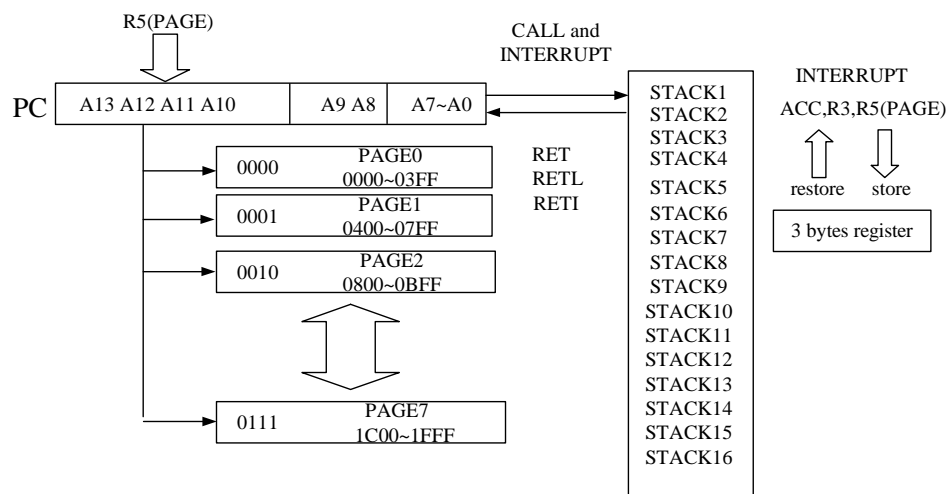 R5(PAGE)
PC
A13 A12 A11 A10
A9 A8
A7~A0
0000
PAGE0
0000~03FF
0001
PAGE1
0400~07FF
0010
PAGE2
0800~0BFF
0111
PAGE7
1C00~1FFF
CALL and
INTERRUPT
RET
RETL
RETI
STACK1
STACK2
STACK3
STACK4
STACK5
STACK6
STACK7
STACK8
STACK9
STACK10
STACK11
STACK12
STACK13
STACK14
STACK15
STACK16
INTERRUPT
ACC,R3,R5(PAGE)
restore
store
3 bytes register